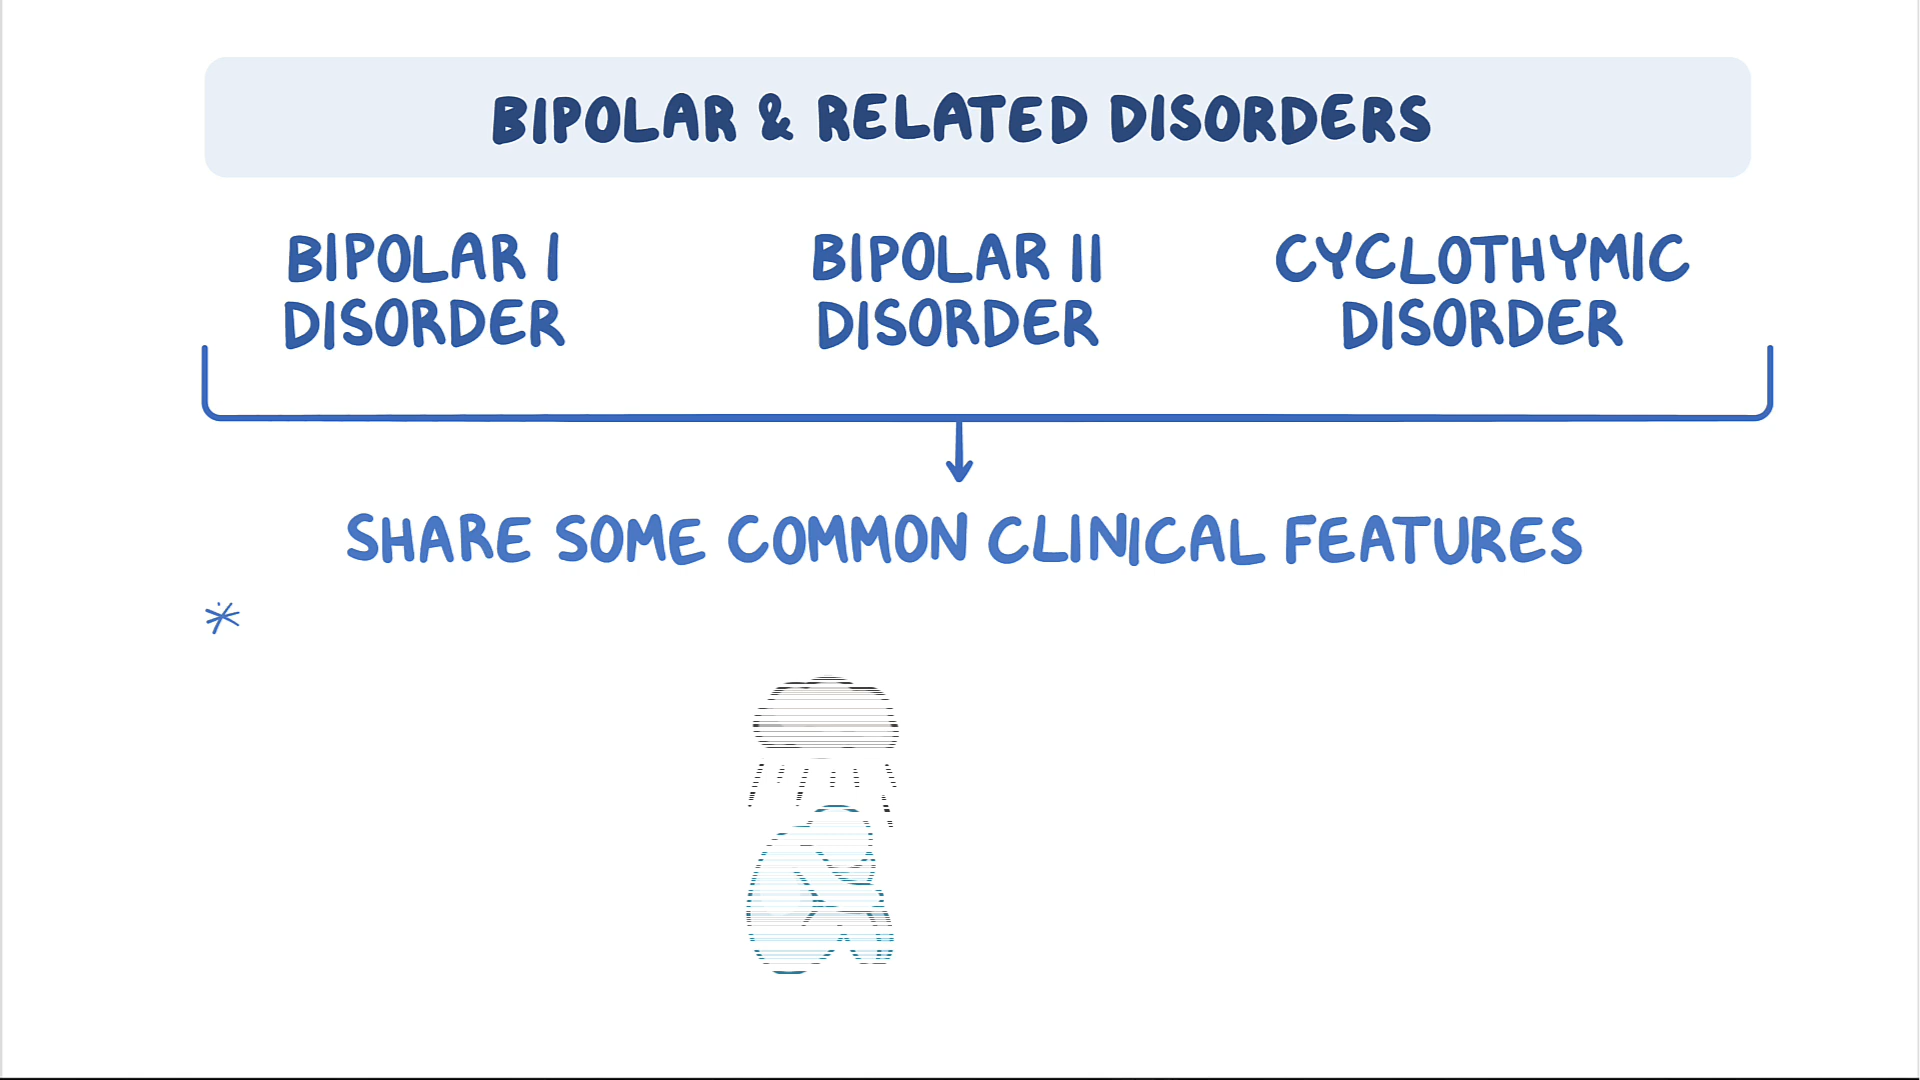 BIPOLAR & RELATED DISORDERS
BIPOLAR I
DISORDER
BIPOLAR II
DISORDER
CYCLOTHYMIC
DISORDER
SHARE SOME COMMON CLINICAL FEATURES
*